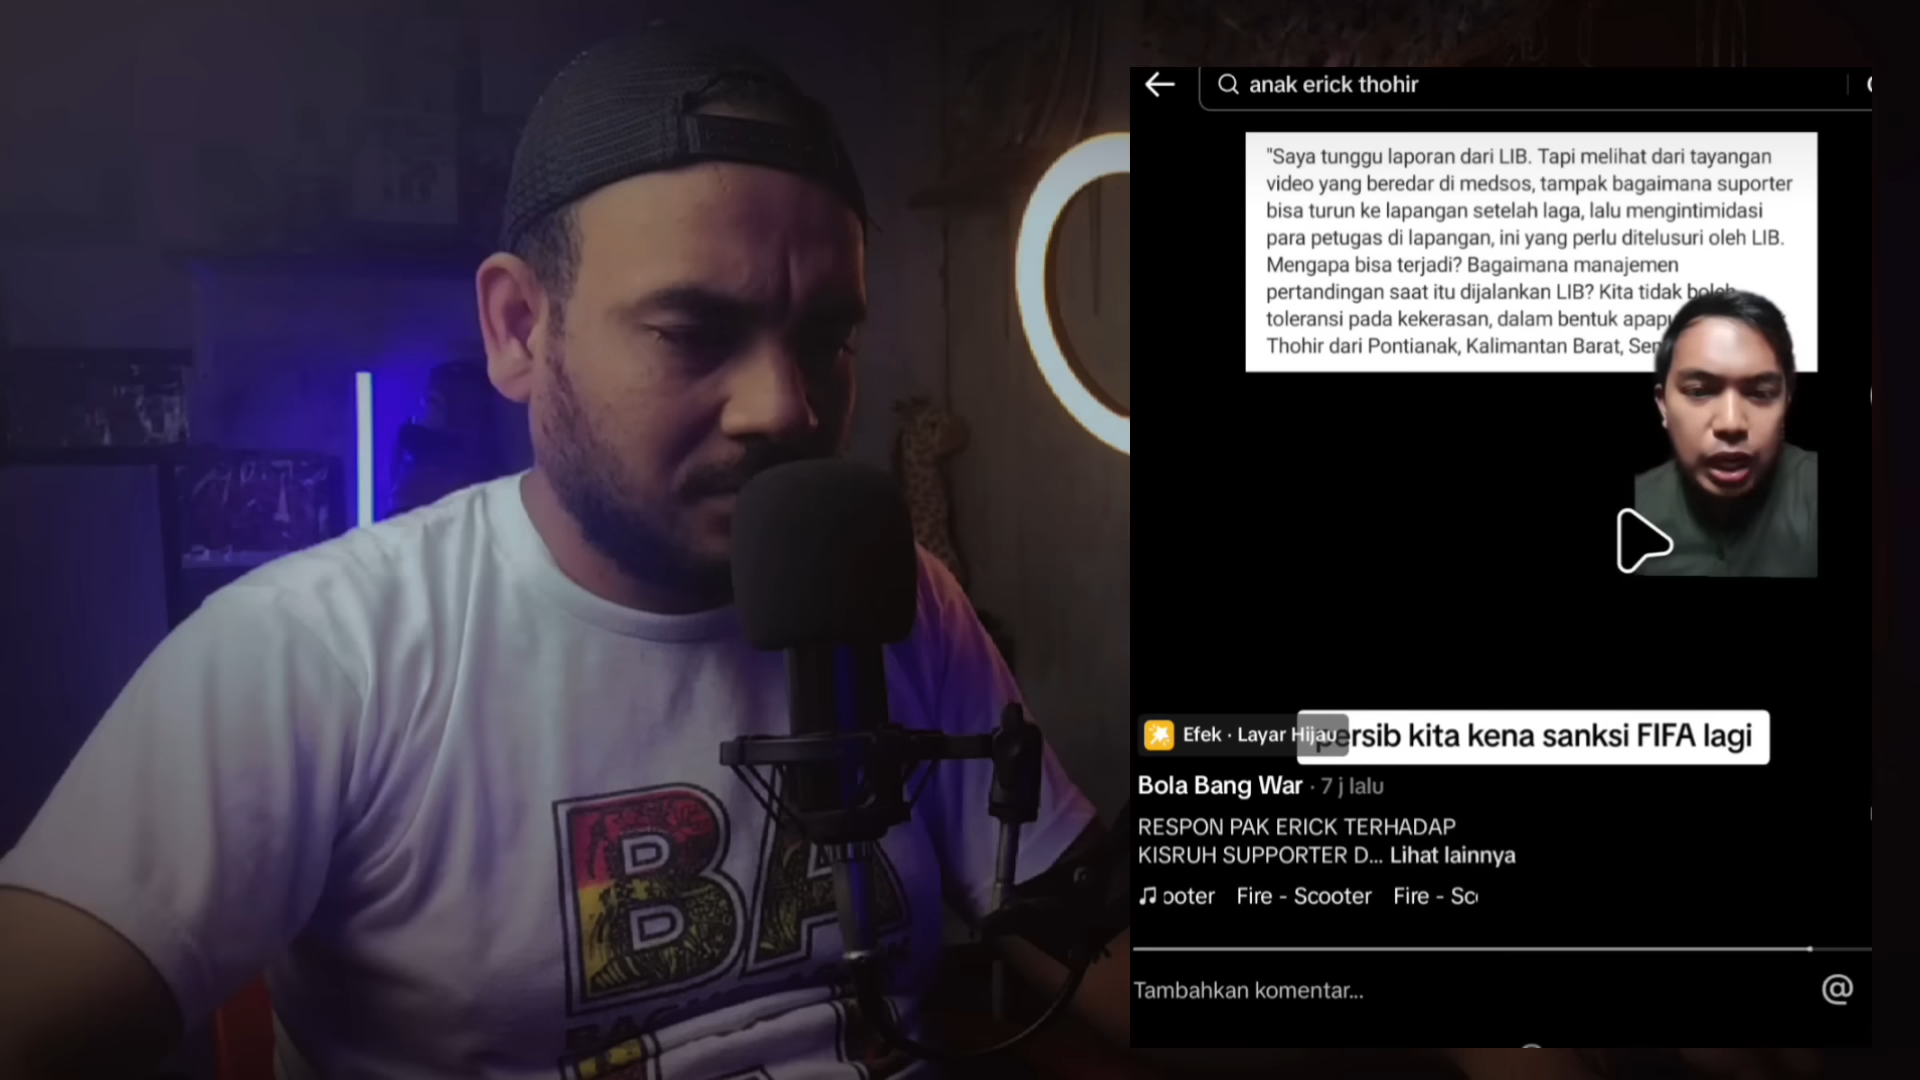 anak erick thohir
"Saya tunggu laporan dari LIB. Tapi melihat dari tayangan
video yang beredar di medsos, tampak bagaimana suporter
bisa turun ke lapangan setelah laga, lalu mengintimidasi
para petugas di lapangan, ini yang perlu ditelusuri oleh LIB.
Mengapa bisa terjadi? Bagaimana manajemen
pertandingan saat itu dijalankan LIB? Kita tidak boleh
toleransi pada kekerasan, dalam bentuk
Thohir dari Pontianak, Kalimantan Barat,
Efek · Layar Hijau
persib kita kena sanksi FIFA lagi
Bola Bang War · 7 j lalu
RESPON PAK ERICK TERHADAP
KISRUH SUPPORTER D... Lihat lainnya
ooter Fire - Scooter Fire - Sc
Tambahkan komentar...
@
BA